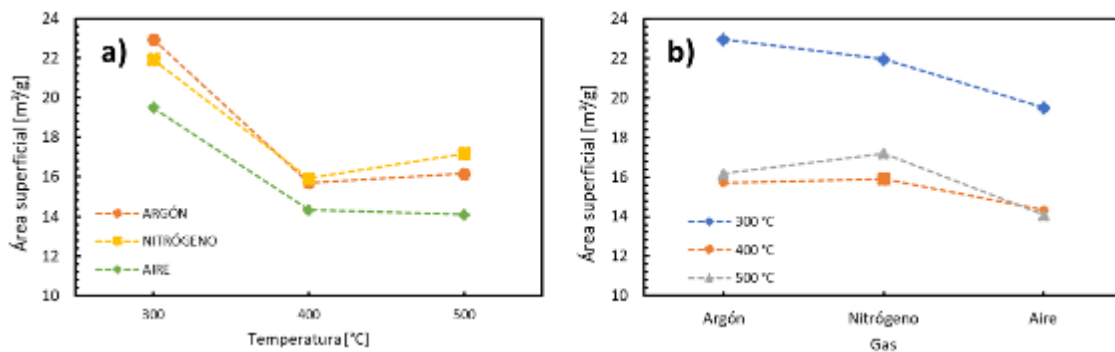 a)
Área superficial [m²/g]
24
22
20
18
16
14
12
10
ARGÓN
NITRÓGENO
AIRE
300 400 500
Temperatura [°C]
b)
Área superficial [m²/g]
24
22
20
18
16
14
12
10
300 °C
400 °C
500 °C
Argón Nitrógeno Aire
Gas